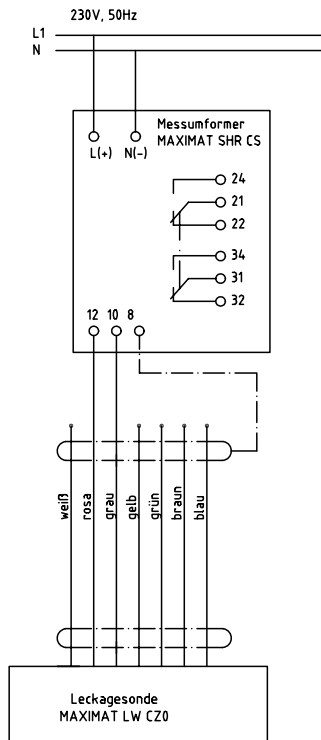 230V, 50Hz
L1
N
Messumformer
MAXIMAT SHR CS
L(+) N(-)
24
21
22
34
31
32
12 10 8
weiß
rosa
grau
gelb
grün
braun
blau
Leckagesonde
MAXIMAT LW CZ0